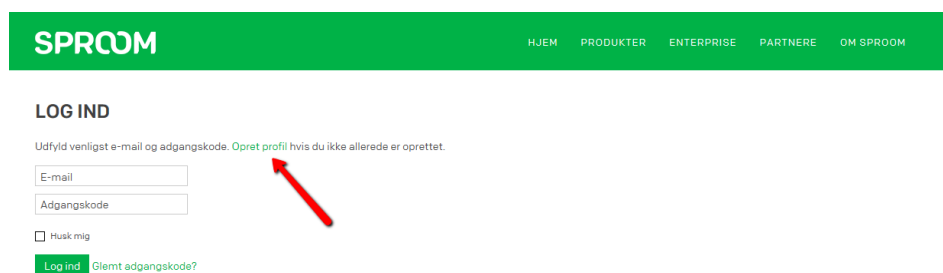 SPROOM
HJEM PRODUKTER ENTERPRISE PARTNERE OM SPROOM
LOG IND
Udfyld venligst e-mail og adgangskode. Opret profil hvis du ikke allerede er oprettet.
E-mail
Adgangskode
Husk mig
Log ind Glemt adgangskode?